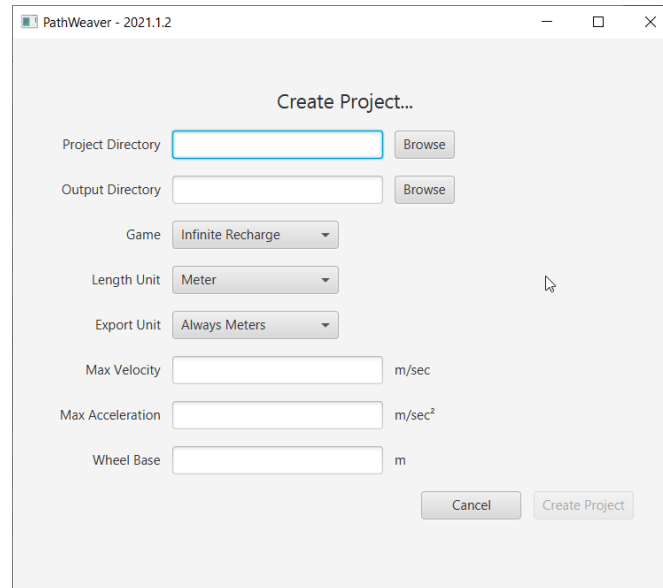 PathWeaver - 2021.1.2
Create Project...
Project Directory Browse
Output Directory Browse
Game Infinite Recharge
Length Unit Meter
Export Unit Always Meters
Max Velocity m/sec
Max Acceleration m/sec²
Wheel Base m
Cancel Create Project